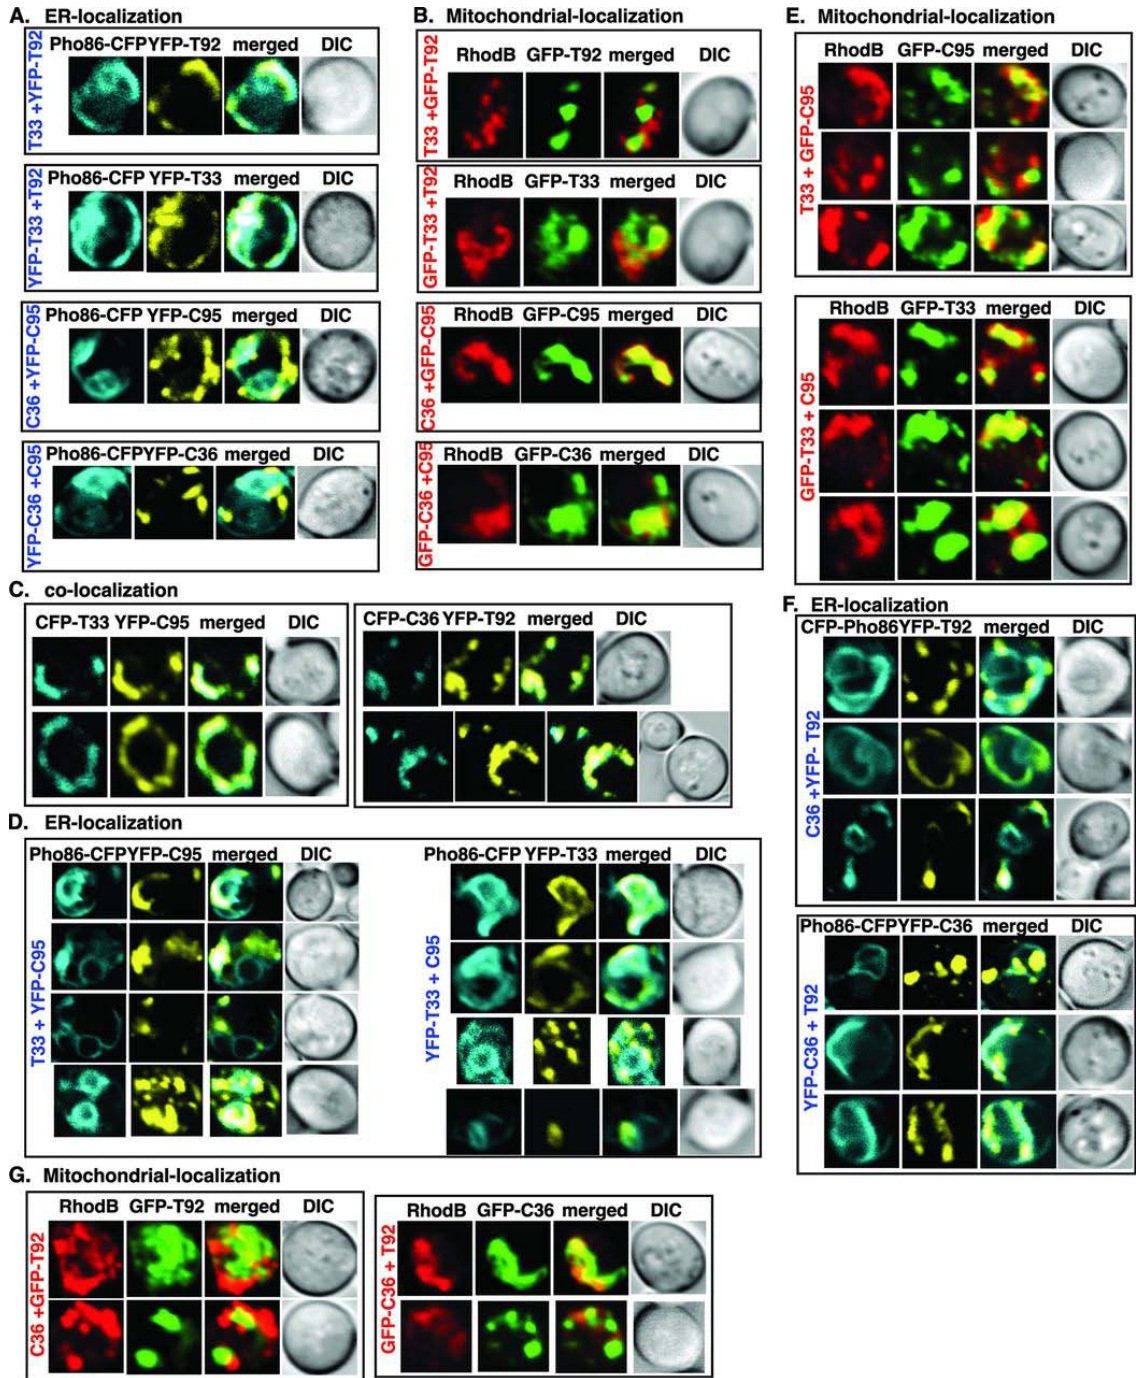 A. ER-localization
Pho86-CFP YFP-T92 merged DIC
T33 +YFP-T92
Pho86-CFP YFP-T33 merged DIC
YFP-T33 +T92
Pho86-CFP YFP-C95 merged DIC
C36 +YFP-C95
Pho86-CFP YFP-C36 merged DIC
YFP-C36 +C95
B. Mitochondrial-localization
RhodB GFP-T92 merged DIC
T33 +GFP-T92
RhodB GFP-T33 merged DIC
GFP-T33 +T92
RhodB GFP-C95 merged DIC
C36 +GFP-C95
RhodB GFP-C36 merged DIC
GFP-C36 +C95
E. Mitochondrial-localization
RhodB GFP-C95 merged DIC
T33 + GFP-C95
RhodB GFP-T33 merged DIC
GFP-T33 + C95
C. co-localization
CFP-T33 YFP-C95 merged DIC
CFP-C36 YFP-T92 merged DIC
D. ER-localization
Pho86-CFP YFP-C95 merged DIC
T33 + YFP-C95
Pho86-CFP YFP-T33 merged DIC
YFP-T33 + C95
F. ER-localization
CFP-Pho86 YFP-T92 merged DIC
C36 +YFP- T92
Pho86-CFP YFP-C36 merged DIC
YFP-C36 + T92
G. Mitochondrial-localization
RhodB GFP-T92 merged DIC
C36 +GFP-T92
RhodB GFP-C36 merged DIC
GFP-C36 + T92